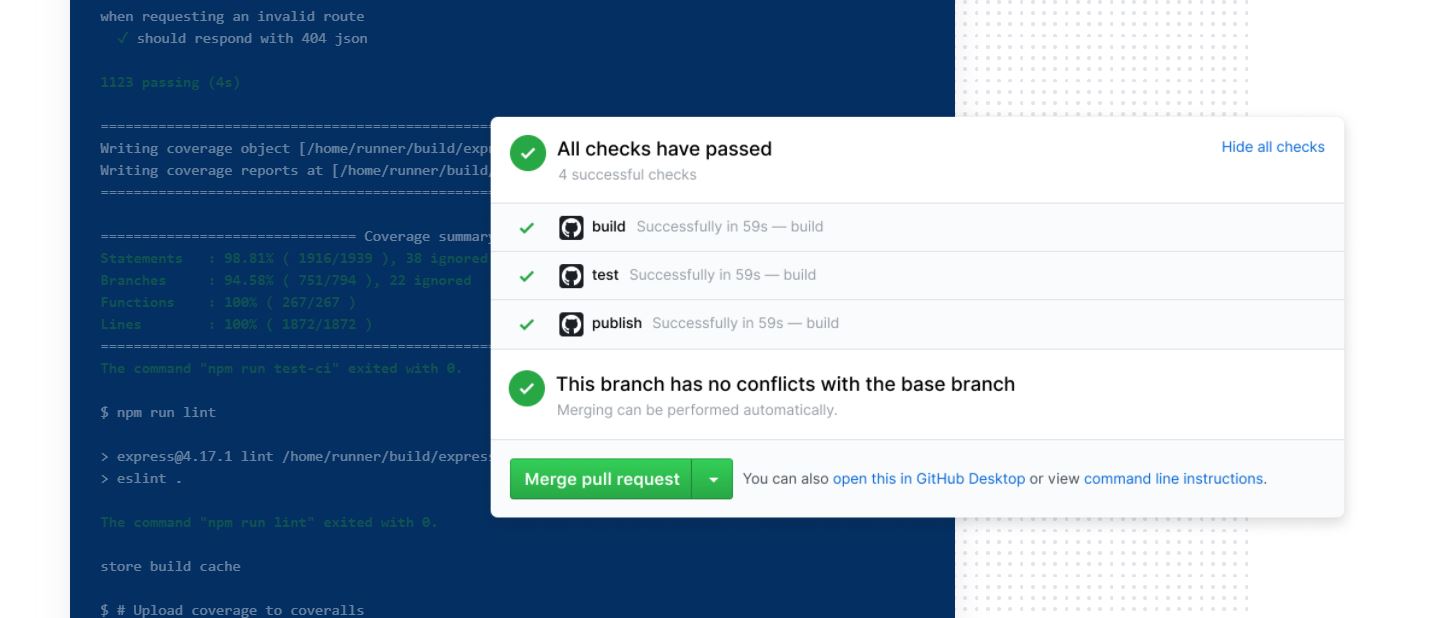 when requesting an invalid route
✓ should respond with 404 json
1123 passing (4s)
=============================================
Writing coverage object [/home/runner/build/expr
Writing coverage reports at [/home/runner/build/
=============================================
=============================== Coverage summary
Statements   : 98.81% ( 1916/1939 ), 38 ignored
Branches     : 94.58% ( 751/794 ), 22 ignored
Functions    : 100% ( 267/267 )
Lines        : 100% ( 1872/1872 )
=============================================
The command "npm run test-ci" exited with 0.
$ npm run lint
> express@4.17.1 lint /home/runner/build/express
> eslint .
The command "npm run lint" exited with 0.
store build cache
$ # Upload coverage to coveralls
All checks have passed
Hide all checks
4 successful checks
build Successfully in 59s — build
test Successfully in 59s — build
publish Successfully in 59s — build
This branch has no conflicts with the base branch
Merging can be performed automatically.
Merge pull request
You can also open this in GitHub Desktop or view command line instructions.